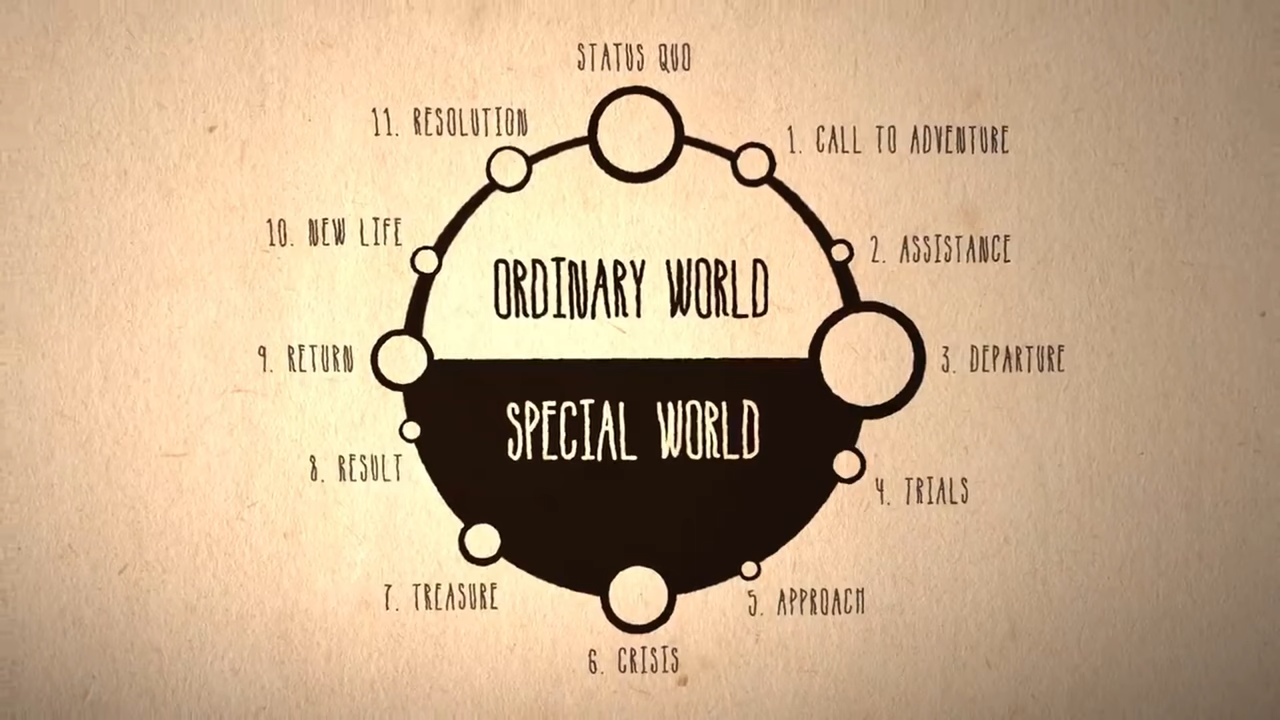 STATUS QUO
1. CALL TO ADVENTURE
2. ASSISTANCE
3. DEPARTURE
4. TRIALS
5. APPROACH
6. CRISIS
7. TREASURE
8. RESULT
9. RETURN
10. NEW LIFE
11. RESOLUTION
ORDINARY WORLD
SPECIAL WORLD